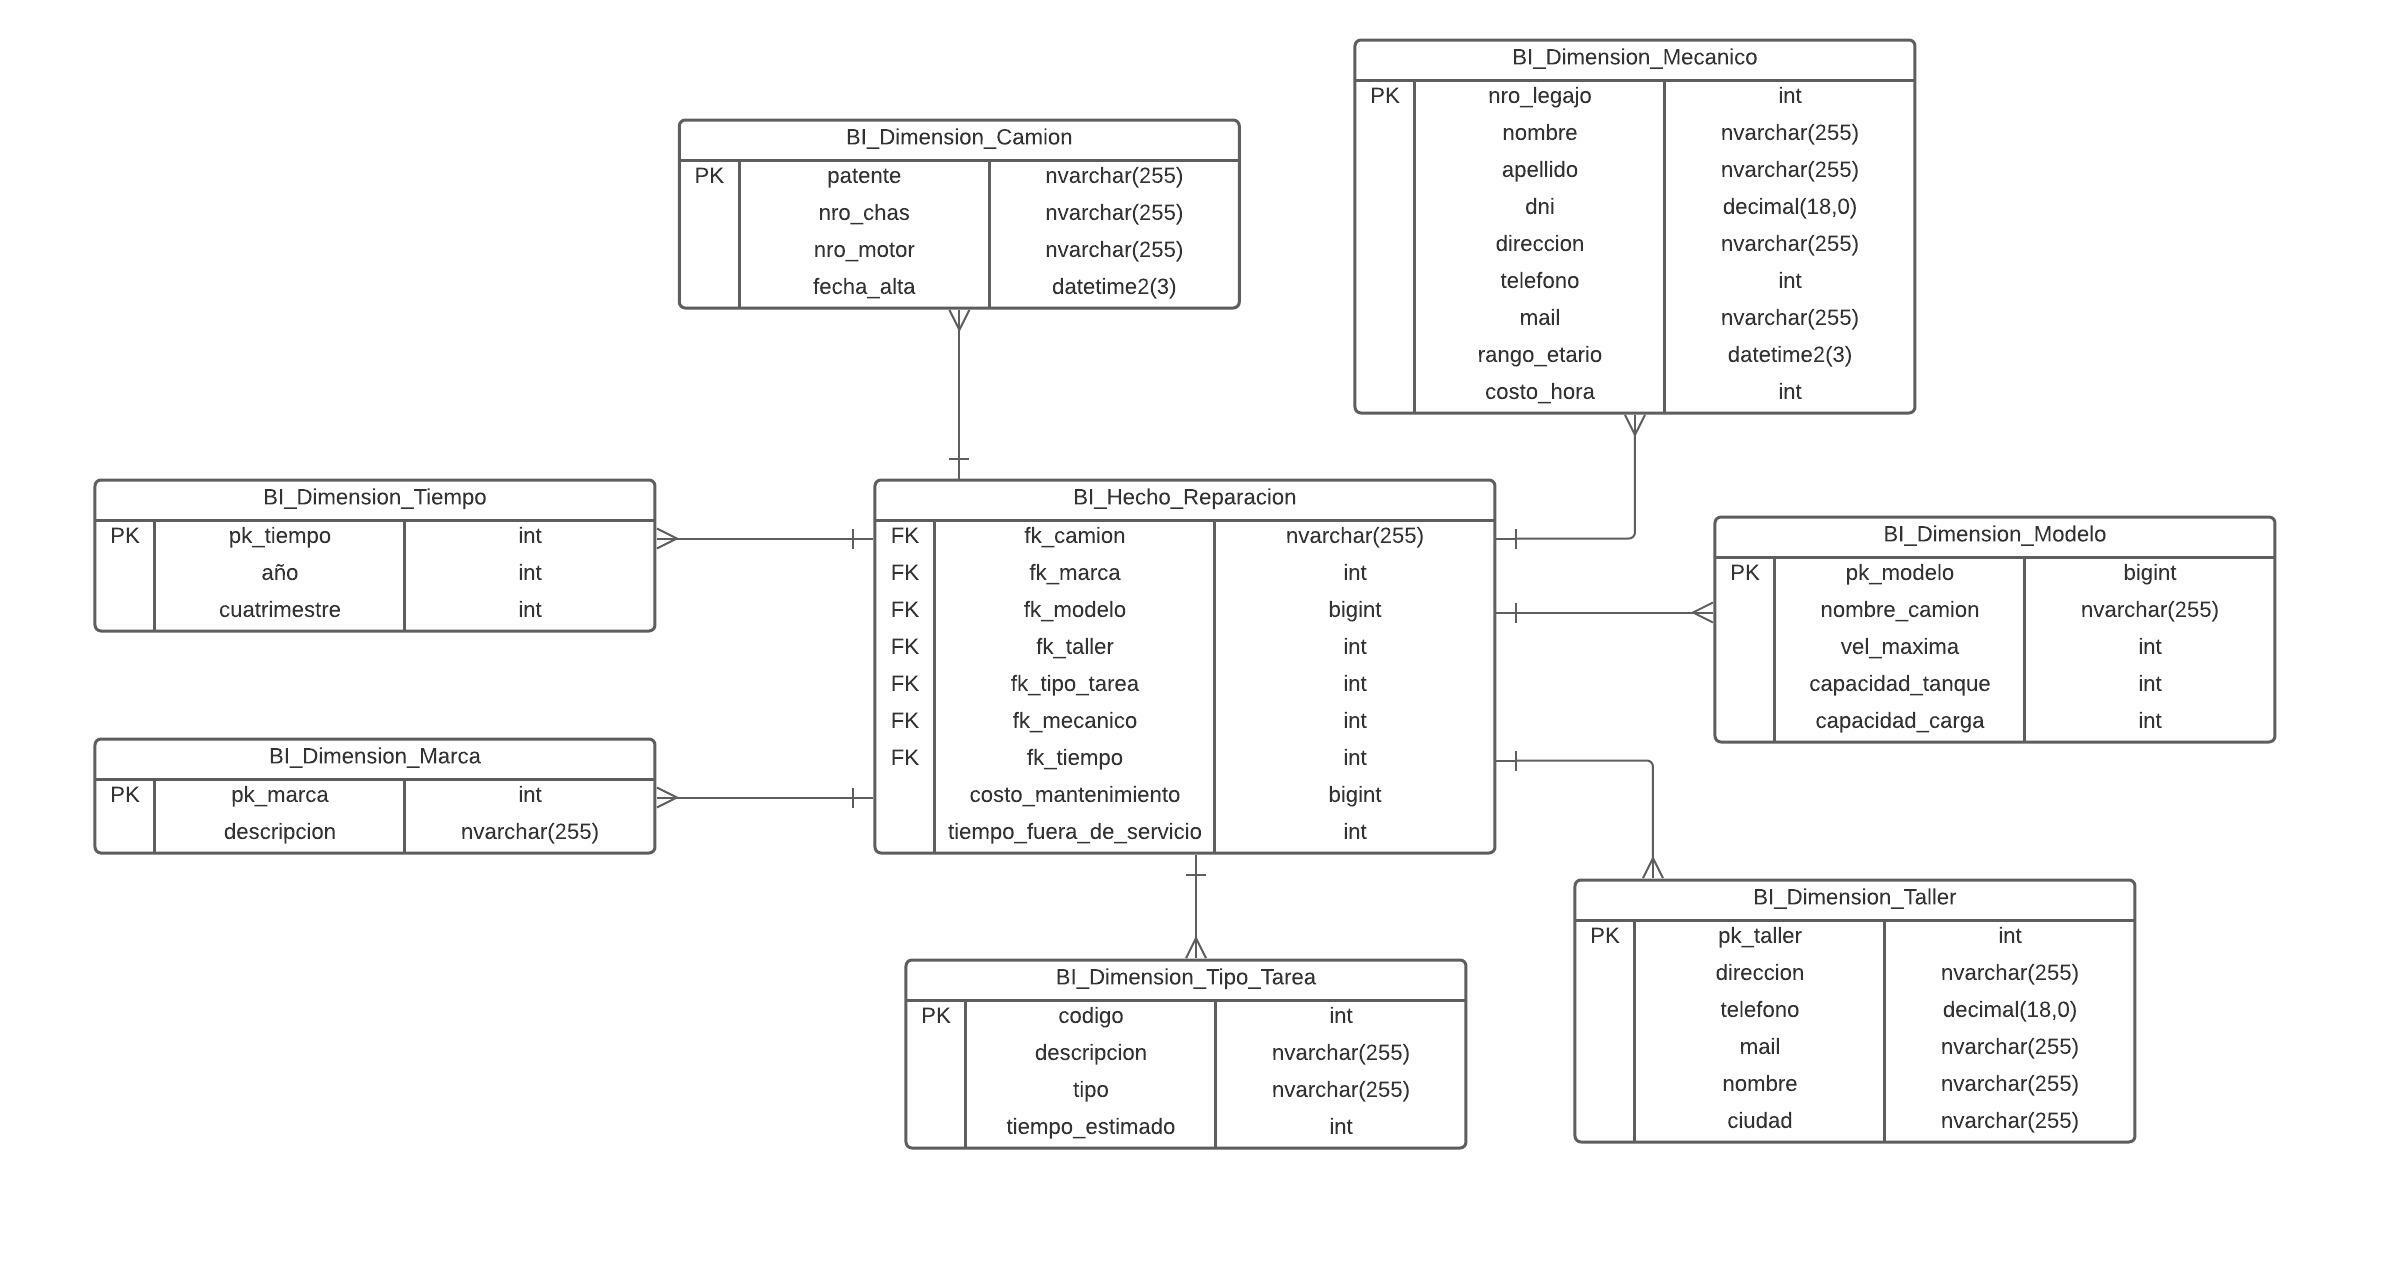 BI_Dimension_Mecanico
PK nro_legajo int
nombre nvarchar(255)
apellido nvarchar(255)
dni decimal(18,0)
direccion nvarchar(255)
telefono int
mail nvarchar(255)
rango_etario datetime2(3)
costo_hora int
BI_Dimension_Camion
PK patente nvarchar(255)
nro_chas nvarchar(255)
nro_motor nvarchar(255)
fecha_alta datetime2(3)
BI_Dimension_Tiempo
PK pk_tiempo int
año int
cuatrimestre int
BI_Hecho_Reparacion
FK fk_camion nvarchar(255)
FK fk_marca int
FK fk_modelo bigint
FK fk_taller int
FK fk_tipo_tarea int
FK fk_mecanico int
FK fk_tiempo int
costo_mantenimiento bigint
tiempo_fuera_de_servicio int
BI_Dimension_Modelo
PK pk_modelo bigint
nombre_camion nvarchar(255)
vel_maxima int
capacidad_tanque int
capacidad_carga int
BI_Dimension_Marca
PK pk_marca int
descripcion nvarchar(255)
BI_Dimension_Taller
PK pk_taller int
direccion nvarchar(255)
telefono decimal(18,0)
mail nvarchar(255)
nombre nvarchar(255)
ciudad nvarchar(255)
BI_Dimension_Tipo_Tarea
PK codigo int
descripcion nvarchar(255)
tipo nvarchar(255)
tiempo_estimado int